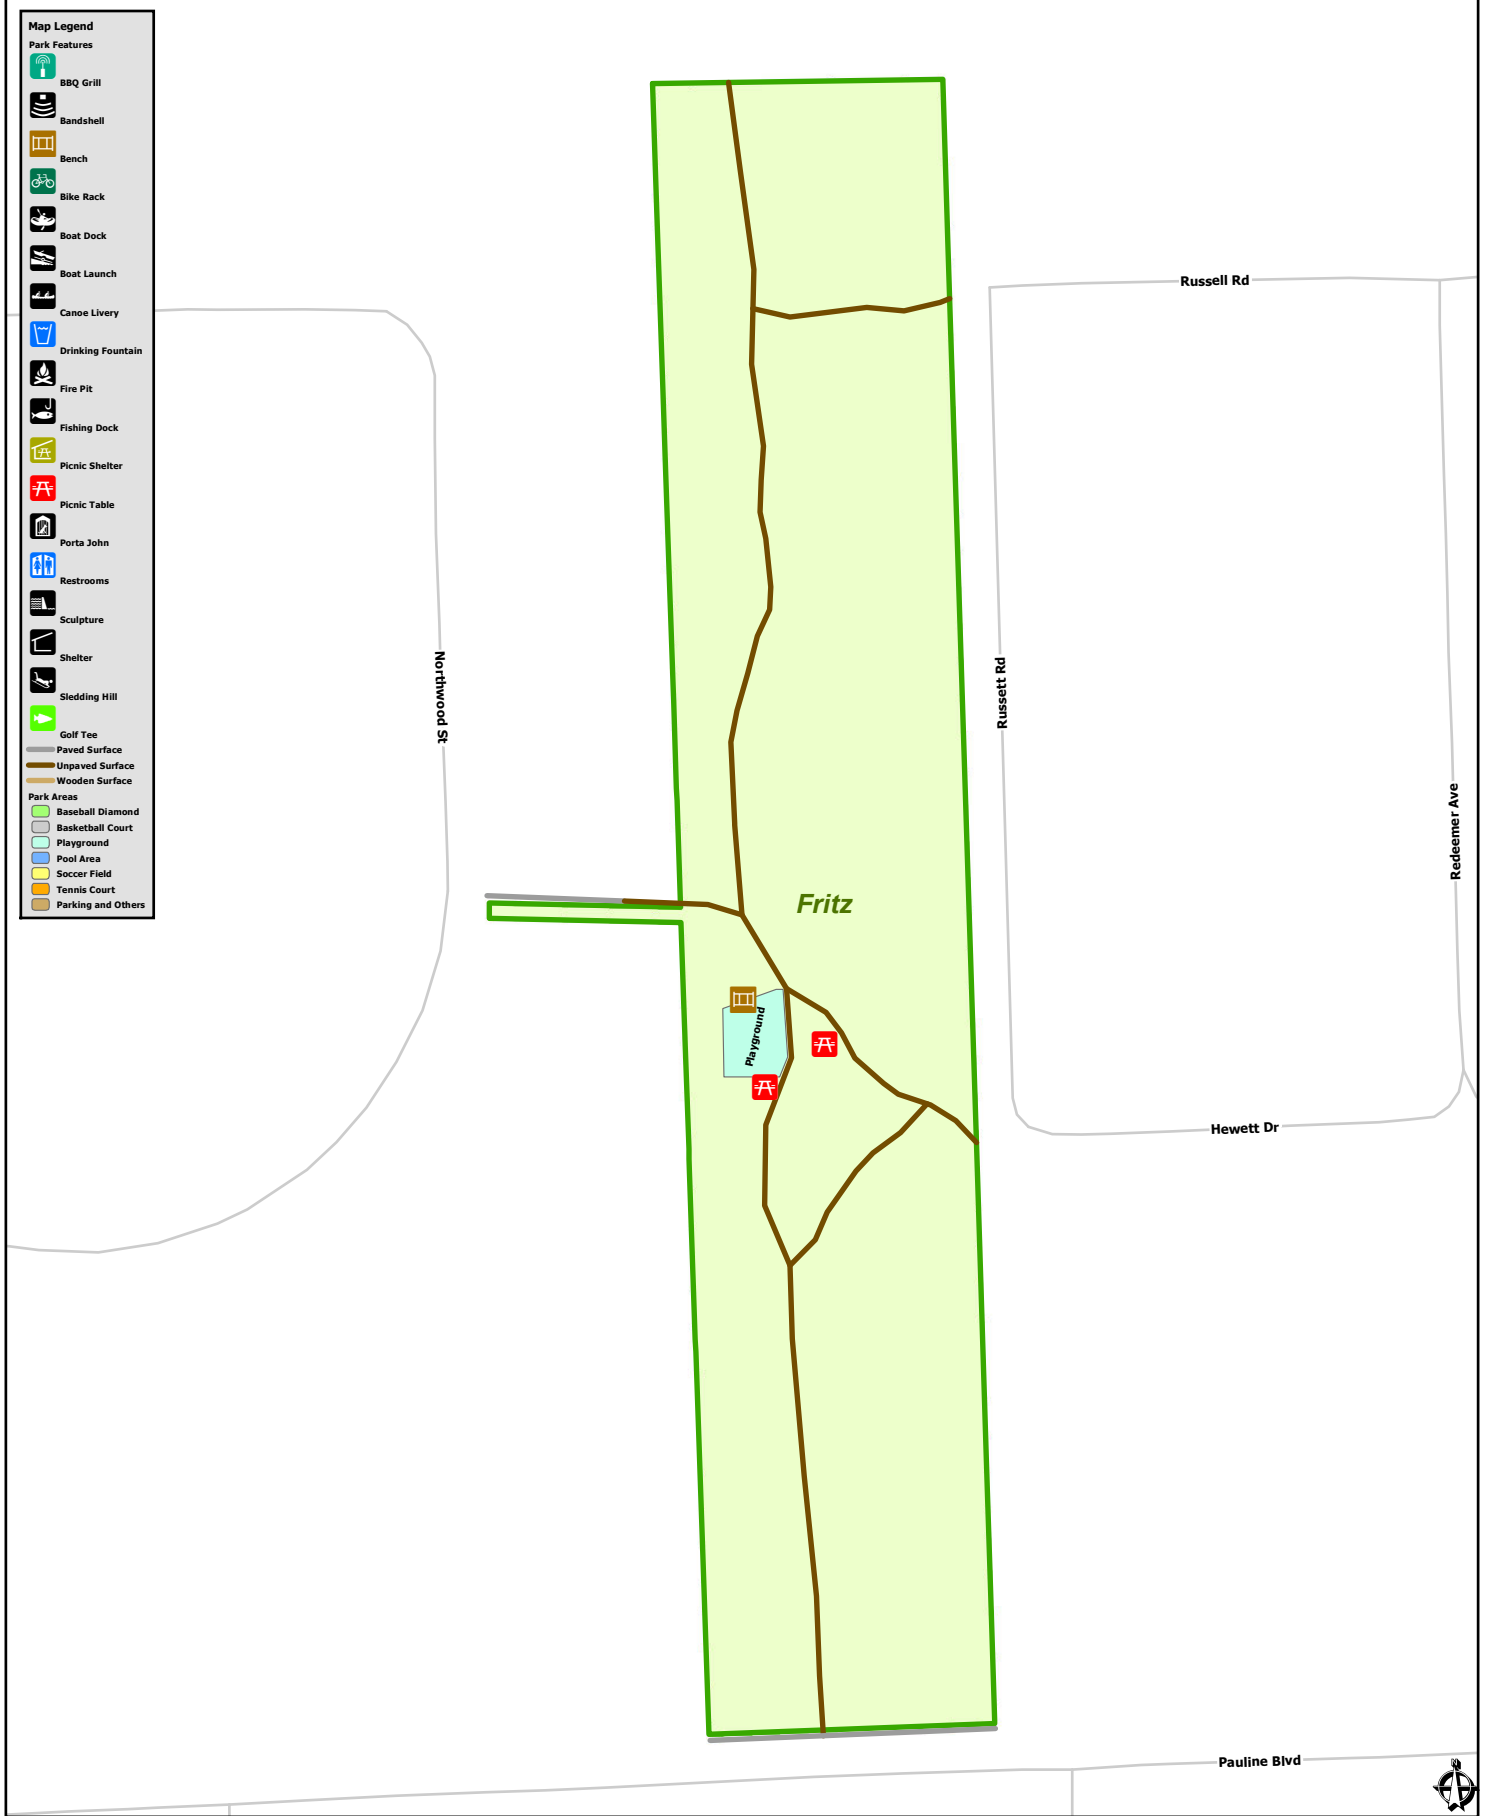 Map Legend
Park Features
BBQ Grill
Bandshell
Bench
Bike Rack
Boat Dock
Boat Launch
Canoe Livery
Drinking Fountain
Fire Pit
Fishing Dock
Picnic Shelter
Picnic Table
Porta John
Restrooms
Sculpture
Shelter
Sledding Hill
Golf Tee
Paved Surface
Unpaved Surface
Wooden Surface
Park Areas
Baseball Diamond
Basketball Court
Playground
Pool Area
Soccer Field
Tennis Court
Parking and Others
Russell Rd
Northwood St
Russett Rd
Redeemer Ave
Fritz
Playground
Hewett Dr
Pauline Blvd
N